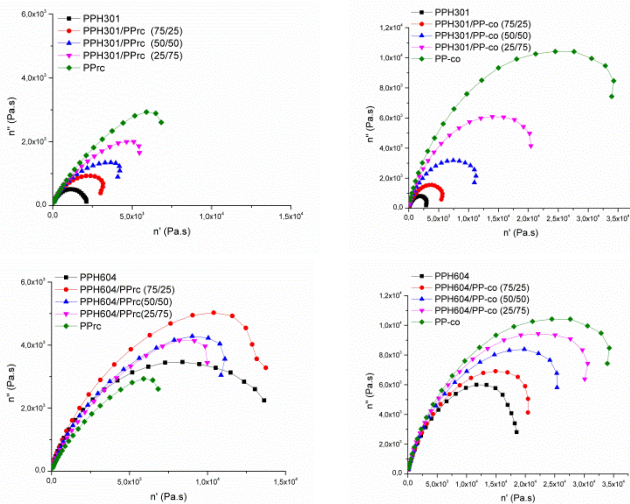 PPH301
PPH301/PPrc (75/25)
PPH301/PPrc (50/50)
PPH301/PPrc (25/75)
PPrc
6,0x10³
4,0x10³
2,0x10³
0,0
n'' (Pa.s)
0,0 5,0x10³ 1,0x10⁴ 1,5x10⁴
n' (Pa.s)
PPH301
PPH301/PP-co (75/25)
PPH301/PP-co (50/50)
PPH301/PP-co (25/75)
PP-co
1,2x10⁴
1,0x10⁴
8,0x10³
6,0x10³
4,0x10³
2,0x10³
0,0
n'' (Pa.s)
0,0 5,0x10³ 1,0x10⁴ 1,5x10⁴ 2,0x10⁴ 2,5x10⁴ 3,0x10⁴ 3,5x10⁴
n' (Pa.s)
PPH604
PPH604/PPrc (75/25)
PPH604/PPrc(50/50)
PPH604/PPrc(25/75)
PPrc
6,0x10³
4,0x10³
2,0x10³
0,0
n'' (Pa.s)
0,0 5,0x10³ 1,0x10⁴ 1,5x10⁴
n' (Pa.s)
PPH604
PPH604/PP-co (75/25)
PPH604/PP-co (50/50)
PPH604/PP-co (25/75)
PP-co
1,2x10⁴
1,0x10⁴
8,0x10³
6,0x10³
4,0x10³
2,0x10³
0,0
n'' (Pa.s)
0,0 5,0x10³ 1,0x10⁴ 1,5x10⁴ 2,0x10⁴ 2,5x10⁴ 3,0x10⁴ 3,5x10⁴
n' (Pa.s)